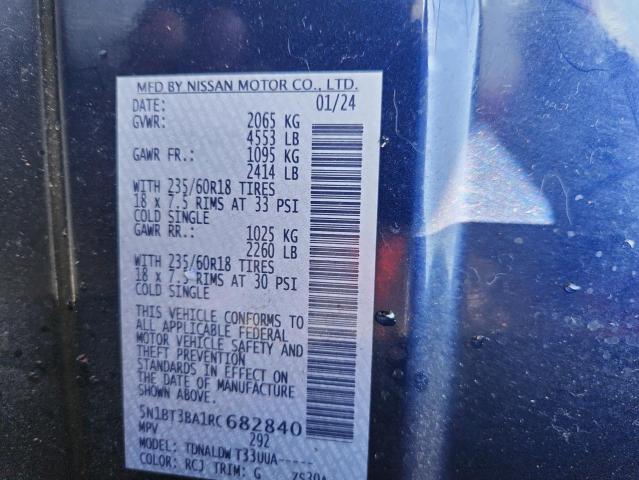 MFD BY NISSAN MOTOR CO., LTD.
DATE: 01/24
GVWR: 2065 KG
4553 LB
GAWR FR.: 1095 KG
2414 LB
WITH 235/60R18 TIRES
18 x 7.5 RIMS AT 33 PSI
COLD SINGLE
GAWR RR.: 1025 KG
2260 LB
WITH 235/60R18 TIRES
18 x 7.5 RIMS AT 30 PSI
COLD SINGLE
THIS VEHICLE CONFORMS TO
ALL APPLICABLE FEDERAL
MOTOR VEHICLE SAFETY AND
THEFT PREVENTION
STANDARDS IN EFFECT ON
THE DATE OF MANUFACTURE
SHOWN ABOVE.
5N1BT3BA1RC682840
MPV 292
MODEL: TDNALDW T33UUA-----
COLOR: RCJ TRIM: G